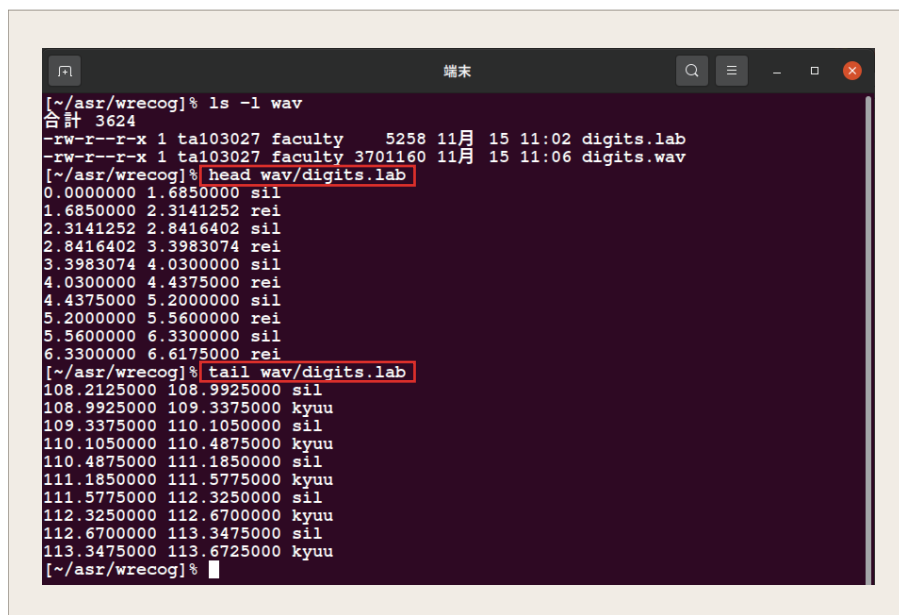 端末
[~/asr/wrecog]% ls -l wav
合計 3624
-rw-r--r-x 1 ta103027 faculty    5258 11月  15 11:02 digits.lab
-rw-r--r-x 1 ta103027 faculty 3701160 11月  15 11:06 digits.wav
[~/asr/wrecog]% head wav/digits.lab
0.0000000 1.6850000 sil
1.6850000 2.3141252 rei
2.3141252 2.8416402 sil
2.8416402 3.3983074 rei
3.3983074 4.0300000 sil
4.0300000 4.4375000 rei
4.4375000 5.2000000 sil
5.2000000 5.5600000 rei
5.5600000 6.3300000 sil
6.3300000 6.6175000 rei
[~/asr/wrecog]% tail wav/digits.lab
108.2125000 108.9925000 sil
108.9925000 109.3375000 kyuu
109.3375000 110.1050000 sil
110.1050000 110.4875000 kyuu
110.4875000 111.1850000 sil
111.1850000 111.5775000 kyuu
111.5775000 112.3250000 sil
112.3250000 112.6700000 kyuu
112.6700000 113.3475000 sil
113.3475000 113.6725000 kyuu
[~/asr/wrecog]%